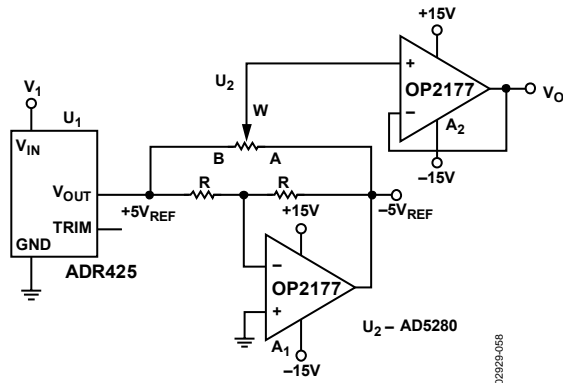 +15V
V1
U1
U2
W
OP2177
VO
A2
–15V
VIN
B
A
VOUT
+5VREF
R
R
–5VREF
TRIM
+15V
GND
ADR425
OP2177
A1
–15V
U2 – AD5280
02929-058
+
–
–
+